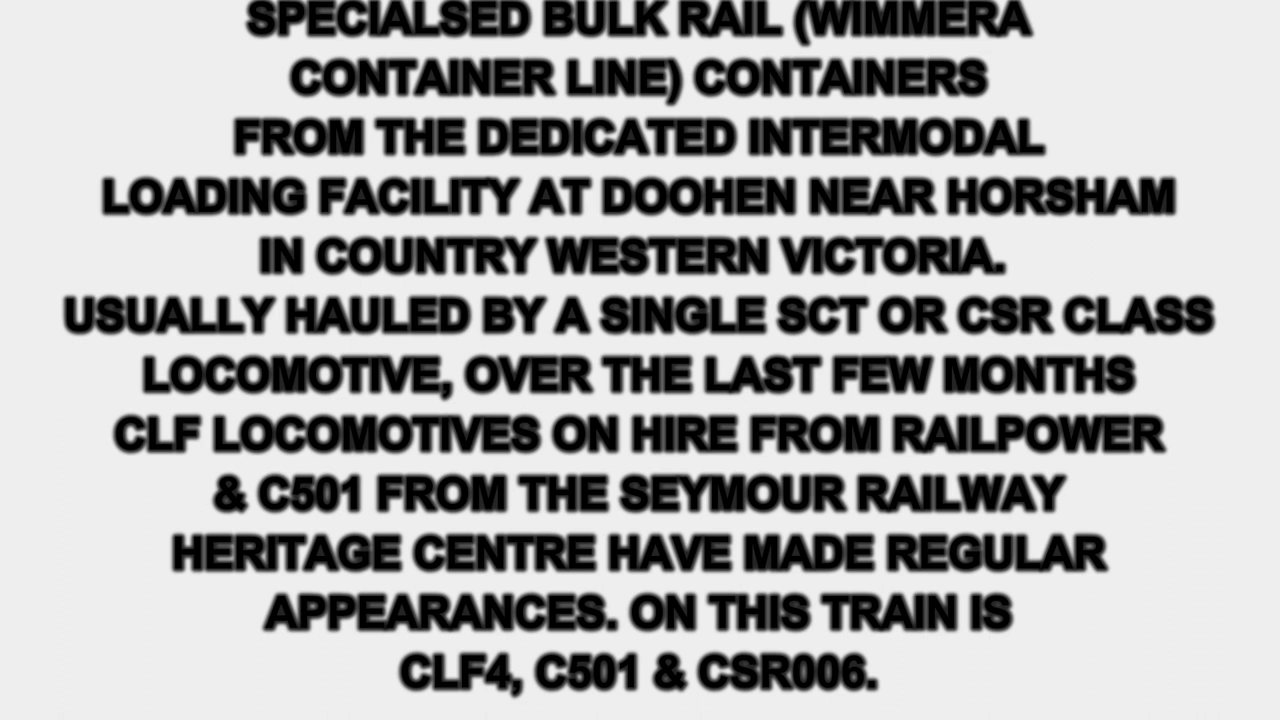 SPECIALSED BULK RAIL (WIMMERA
CONTAINER LINE) CONTAINERS
FROM THE DEDICATED INTERMODAL
LOADING FACILITY AT DOOHEN NEAR HORSHAM
IN COUNTRY WESTERN VICTORIA.
USUALLY HAULED BY A SINGLE SCT OR CSR CLASS
LOCOMOTIVE, OVER THE LAST FEW MONTHS
CLF LOCOMOTIVES ON HIRE FROM RAILPOWER
& C501 FROM THE SEYMOUR RAILWAY
HERITAGE CENTRE HAVE MADE REGULAR
APPEARANCES. ON THIS TRAIN IS
CLF4, C501 & CSR006.